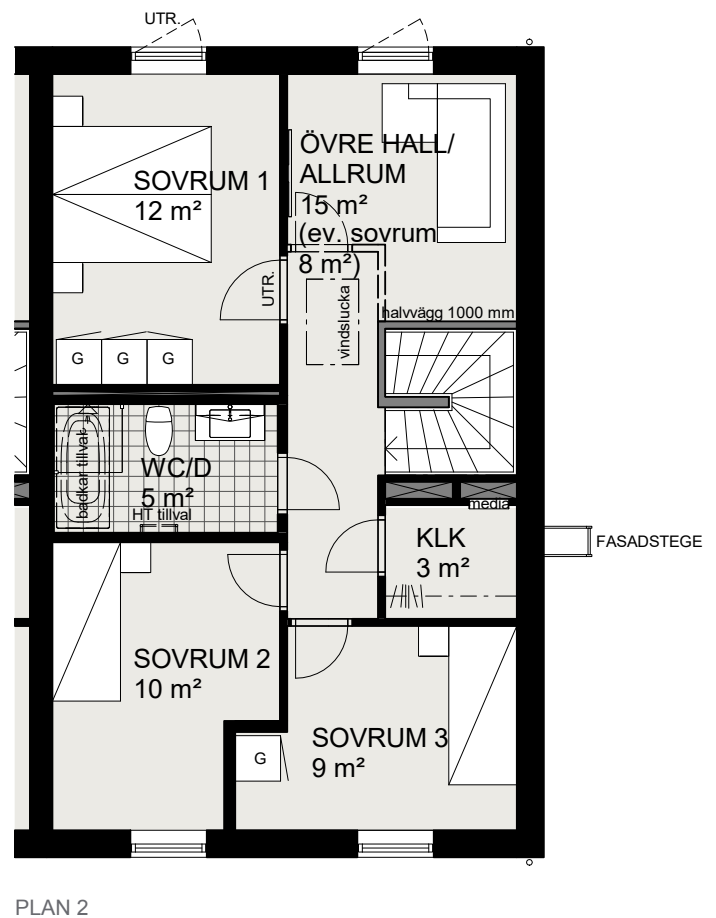 UTR.
SOVRUM 1
12 m²
ÖVRE HALL/
ALLRUM
15 m²
(ev. sovrum
8 m²)
UTR.
vindslucka
halvvägg 1000 mm
G
G
G
badkar tillval
WC/D
5 m²
HT tillval
media
KLK
3 m²
FASADSTEGE
SOVRUM 2
10 m²
SOVRUM 3
9 m²
G
PLAN 2